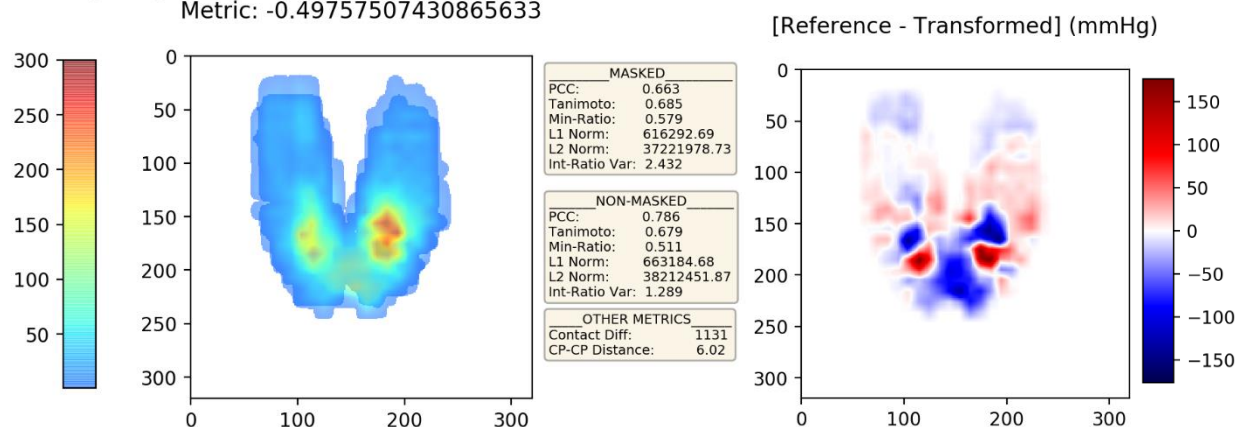 Metric: -0.49757507430865633
[Reference - Transformed] (mmHg)
300
250
200
150
100
50
0
50
100
150
200
250
300
0
100
200
300
________MASKED_________
PCC: 0.663
Tanimoto: 0.685
Min-Ratio: 0.579
L1 Norm: 616292.69
L2 Norm: 37221978.73
Int-Ratio Var: 2.432
______NON-MASKED______
PCC: 0.786
Tanimoto: 0.679
Min-Ratio: 0.511
L1 Norm: 663184.68
L2 Norm: 38212451.87
Int-Ratio Var: 1.289
____OTHER METRICS_____
Contact Diff: 1131
CP-CP Distance: 6.02
0
50
100
150
200
250
300
0
100
200
300
150
100
50
0
−50
−100
−150